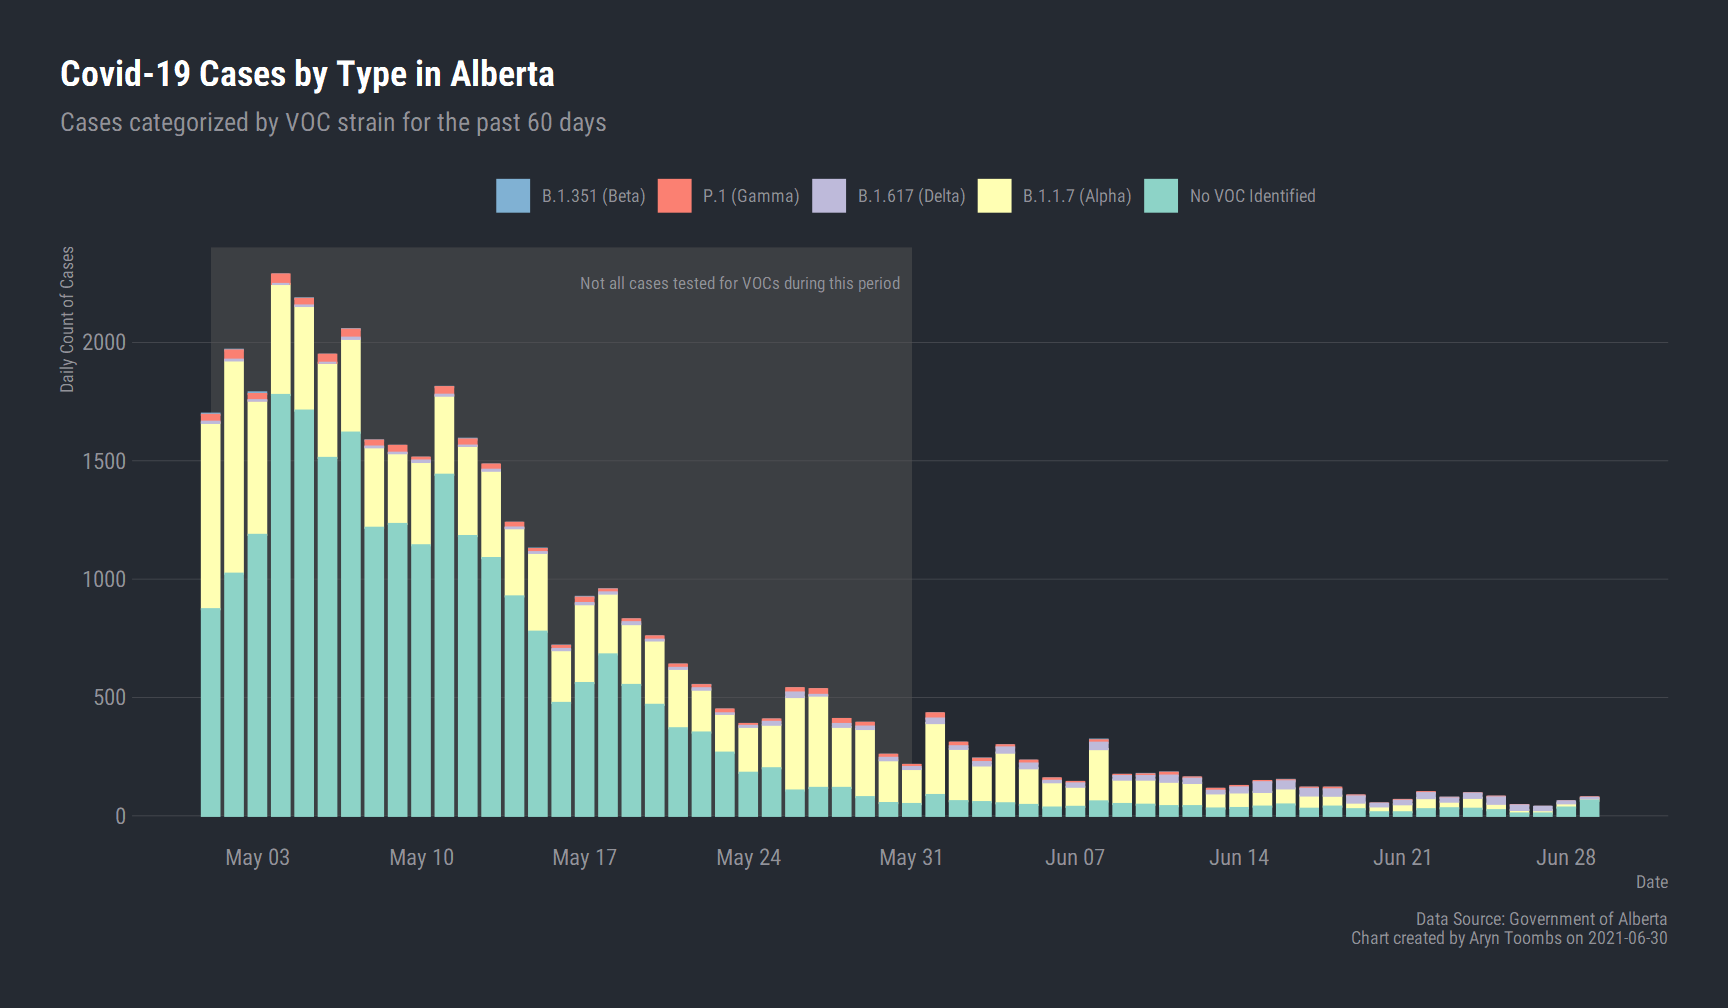 Covid-19 Cases by Type in Alberta
Cases categorized by VOC strain for the past 60 days
B.1.351 (Beta) P.1 (Gamma) B.1.617 (Delta) B.1.1.7 (Alpha) No VOC Identified
Daily Count of Cases
Not all cases tested for VOCs during this period
2000
1500
1000
500
0
May 03 May 10 May 17 May 24 May 31 Jun 07 Jun 14 Jun 21 Jun 28
Date
Data Source: Government of Alberta
Chart created by Aryn Toombs on 2021-06-30